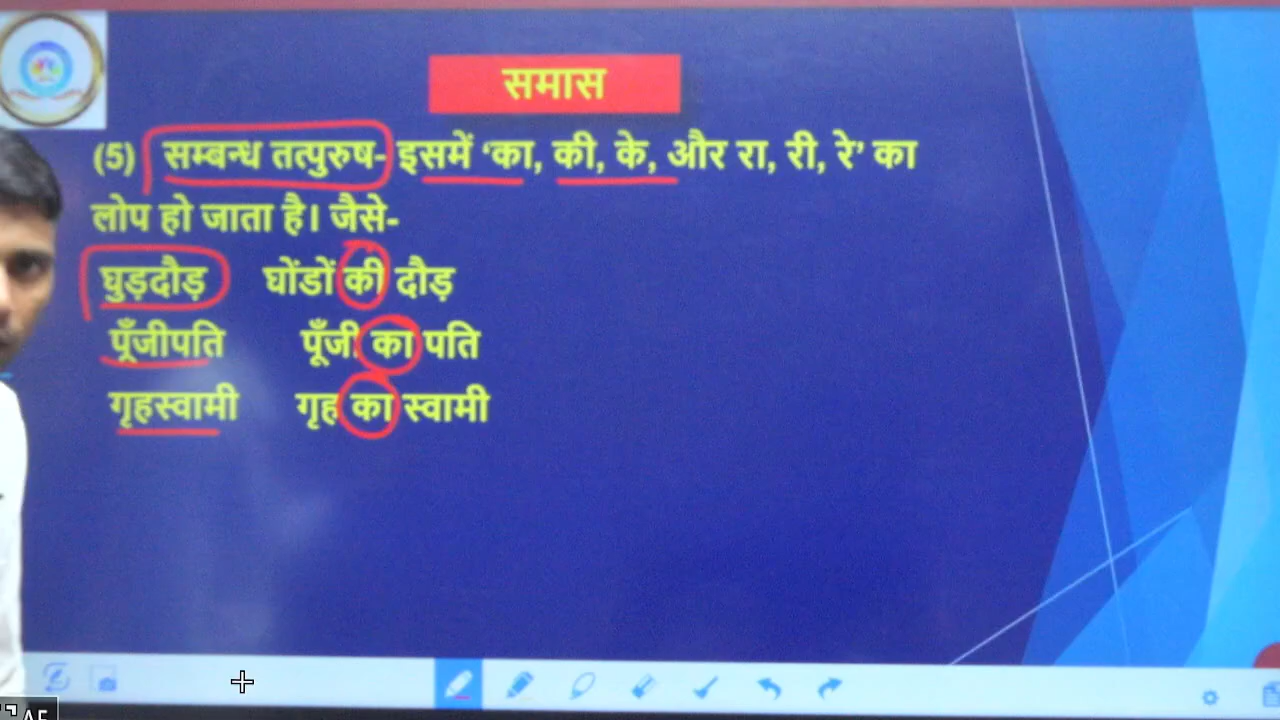 समास
(5) सम्बन्ध तत्पुरुष- इसमें ‘का, की, के, और रा, री, रे’ का
लोप हो जाता है। जैसे-
घुड़दौड़ घोंडों की दौड़
पूँजीपति पूँजी का पति
गृहस्वामी गृह का स्वामी